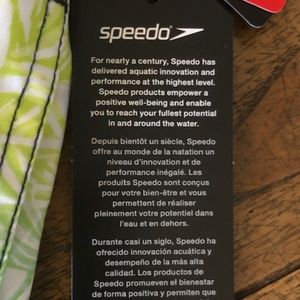 speedo
For nearly a century, Speedo has
delivered aquatic innovation and
performance at the highest level.
Speedo products empower a
positive well-being and enable
you to reach your fullest potential
in and around the water.
Depuis bientôt un siècle, Speedo
offre au monde de la natation un
niveau d'innovation et de
performance inégalé. Les
produits Speedo sont conçus
pour votre bien-être et vous
permettent de réaliser
pleinement votre potentiel dans
l'eau et en dehors.
Durante casi un siglo, Speedo ha
ofrecido innovación acuática y
desempeño de la más alta
calidad. Los productos de
Speedo promueven el bienestar
de forma positiva y permiten que